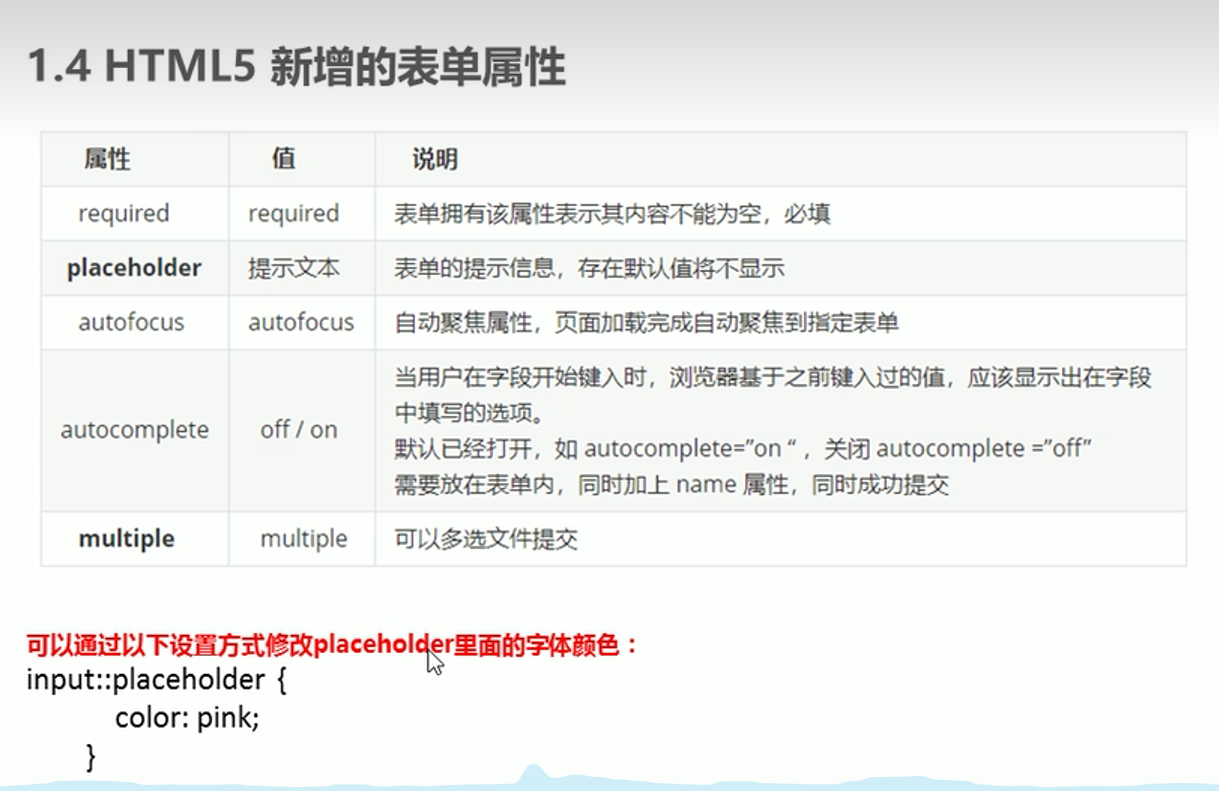 1.4 HTML5 新增的表单属性
属性 值 说明
required required 表单拥有该属性表示其内容不能为空，必填
placeholder 提示文本 表单的提示信息，存在默认值将不显示
autofocus autofocus 自动聚焦属性，页面加载完成自动聚焦到指定表单
autocomplete off / on 当用户在字段开始键入时，浏览器基于之前键入过的值，应该显示出在字段
中填写的选项。
默认已经打开，如 autocomplete=”on “ ，关闭 autocomplete =”off”
需要放在表单内，同时加上 name 属性，同时成功提交
multiple multiple 可以多选文件提交
可以通过以下设置方式修改placeholder里面的字体颜色：
input::placeholder {
color: pink;
}